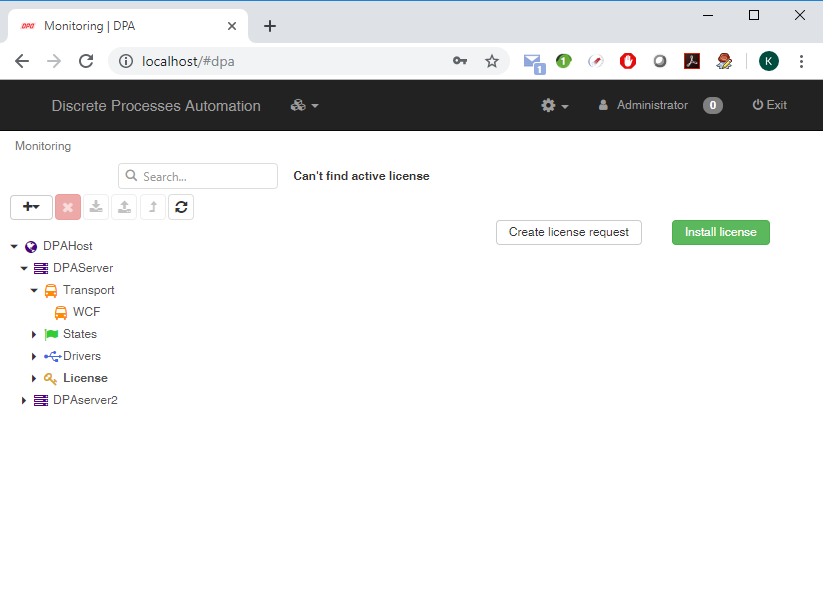 DPA Monitoring | DPA
localhost/#dpa
1
1
K
Discrete Processes Automation
Administrator 0 Exit
Monitoring
Search...
Can't find active license
Create license request Install license
DPAHost
DPAServer
Transport
WCF
States
Drivers
License
DPAserver2